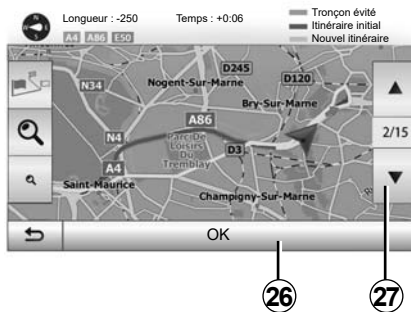 Longueur : -250 Temps : +0:06
Tronçon évité
Itinéraire initial
Nouvel itinéraire
A4 A86 E50
D245
D120
N34
Nogent-Sur-Marne
Bry-Sur-Marne
A86
2/15
N4
Parc De
Loisirs
Du
Tremblay
D3
A4
Saint-Maurice
Champigny-Sur-Marne
OK
26
27